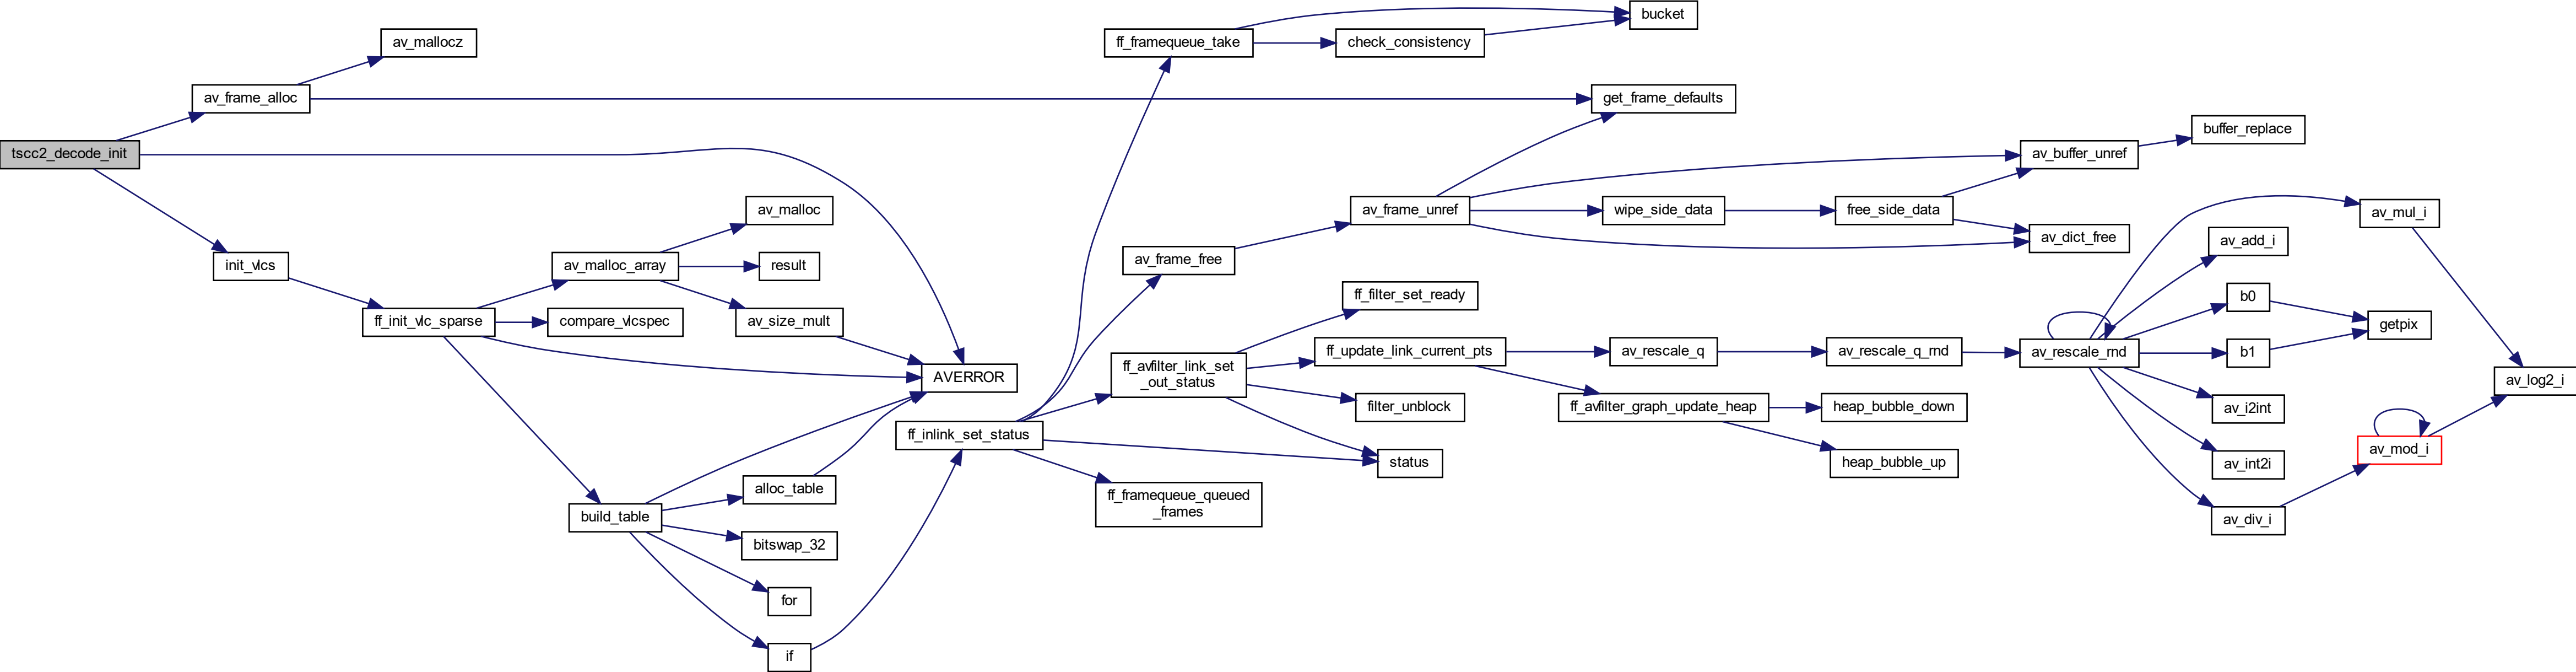 tscc2_decode_init
av_frame_alloc
av_mallocz
init_vlcs
ff_init_vlc_sparse
av_malloc_array
av_malloc
result
av_size_mult
compare_vlcspec
AVERROR
build_table
alloc_table
bitswap_32
for
if
ff_inlink_set_status
ff_framequeue_take
check_consistency
bucket
get_frame_defaults
av_frame_free
av_frame_unref
wipe_side_data
free_side_data
av_buffer_unref
buffer_replace
av_dict_free
ff_avfilter_link_set
_out_status
ff_filter_set_ready
ff_update_link_current_pts
filter_unblock
status
ff_framequeue_queued
_frames
av_rescale_q
av_rescale_q_rnd
ff_avfilter_graph_update_heap
heap_bubble_down
heap_bubble_up
av_rescale_rnd
av_mul_i
av_add_i
b0
b1
getpix
av_i2int
av_int2i
av_div_i
av_mod_i
av_log2_i